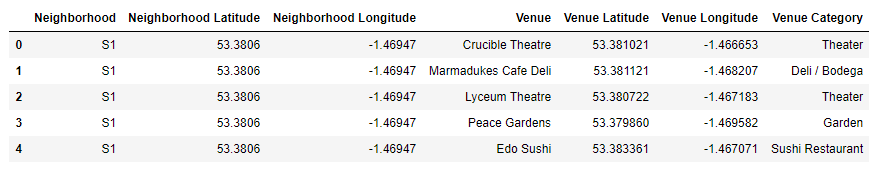 Neighborhood Neighborhood Latitude Neighborhood Longitude Venue Venue Latitude Venue Longitude Venue Category
0 S1 53.3806 -1.46947 Crucible Theatre 53.381021 -1.466653 Theater
1 S1 53.3806 -1.46947 Marmadukes Cafe Deli 53.381121 -1.468207 Deli / Bodega
2 S1 53.3806 -1.46947 Lyceum Theatre 53.380722 -1.467183 Theater
3 S1 53.3806 -1.46947 Peace Gardens 53.379860 -1.469582 Garden
4 S1 53.3806 -1.46947 Edo Sushi 53.383361 -1.467071 Sushi Restaurant